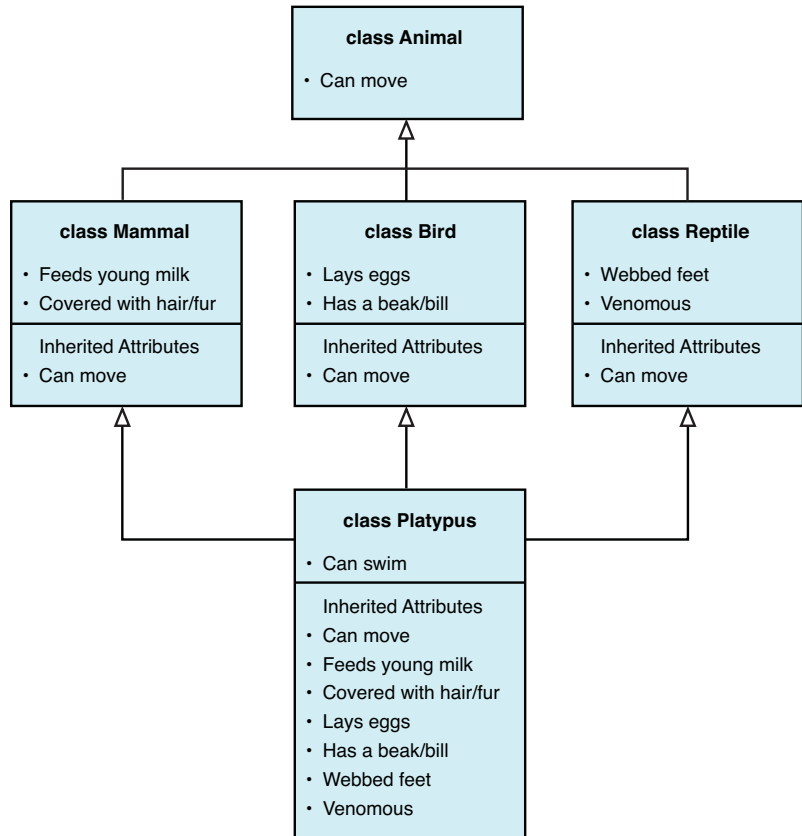 class Animal
• Can move
class Mammal
• Feeds young milk
• Covered with hair/fur
Inherited Attributes
• Can move
class Bird
• Lays eggs
• Has a beak/bill
Inherited Attributes
• Can move
class Reptile
• Webbed feet
• Venomous
Inherited Attributes
• Can move
class Platypus
• Can swim
Inherited Attributes
• Can move
• Feeds young milk
• Covered with hair/fur
• Lays eggs
• Has a beak/bill
• Webbed feet
• Venomous